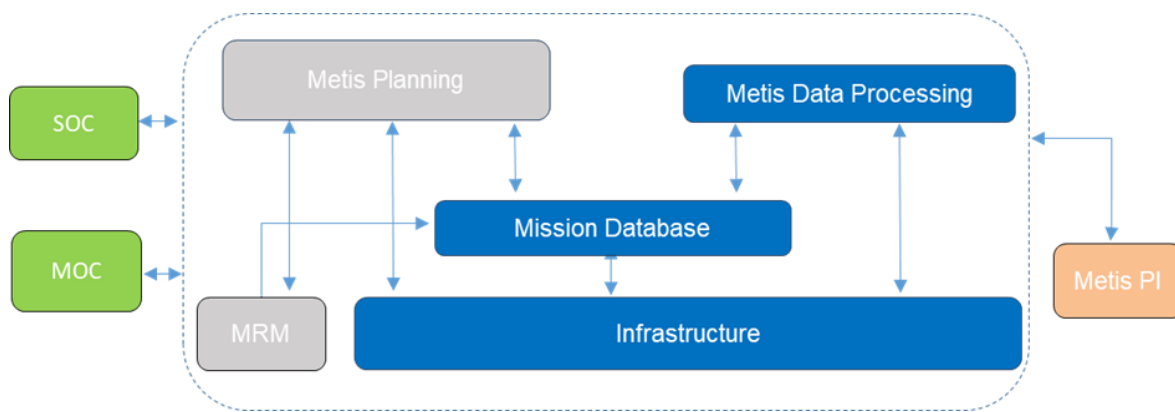 Metis Planning
Metis Data Processing
SOC
Mission Database
MOC
Metis PI
MRM
Infrastructure